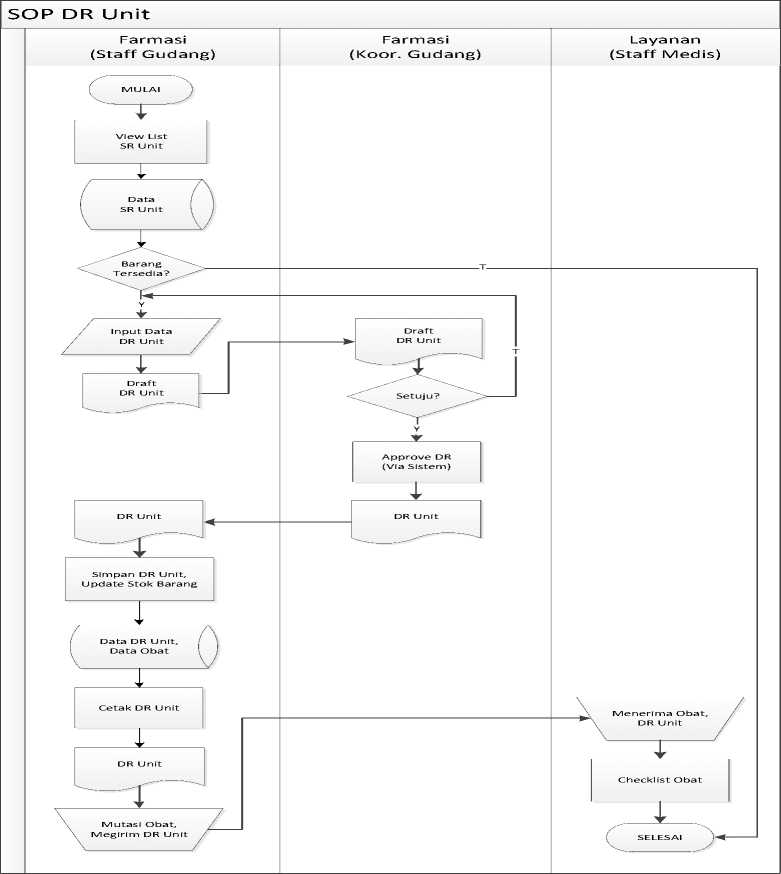 SOP DR Unit
Farmasi
(Staff Gudang)
Farmasi
(Koor. Gudang)
Layanan
(Staff Medis)
MULAI
View List
SR Unit
Data
SR Unit
Barang
Tersedia?
T
Y
Input Data
DR Unit
Draft
DR Unit
Draft
DR Unit
T
Setuju?
Y
Approve DR
(Via Sistem)
DR Unit
DR Unit
Simpan DR Unit,
Update Stok Barang
Data DR Unit,
Data Obat
Cetak DR Unit
DR Unit
Mutasi Obat,
Megirim DR Unit
Menerima Obat,
DR Unit
Checklist Obat
SELESAI